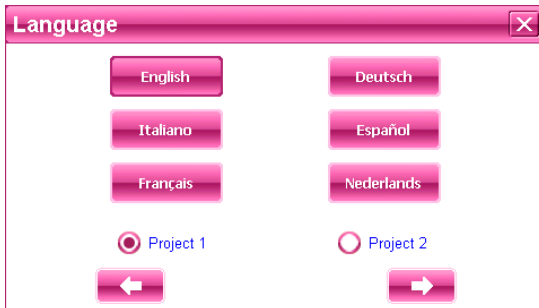 Language
English Deutsch
Italiano Español
Français Nederlands
Project 1 Project 2